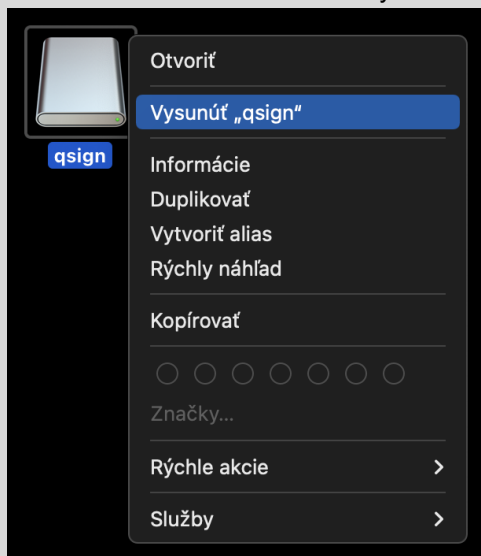 Otvoriť
Vysunúť „qsign“
qsign
Informácie
Duplikovať
Vytvoriť alias
Rýchly náhľad
Kopírovať
Značky...
Rýchle akcie
Služby